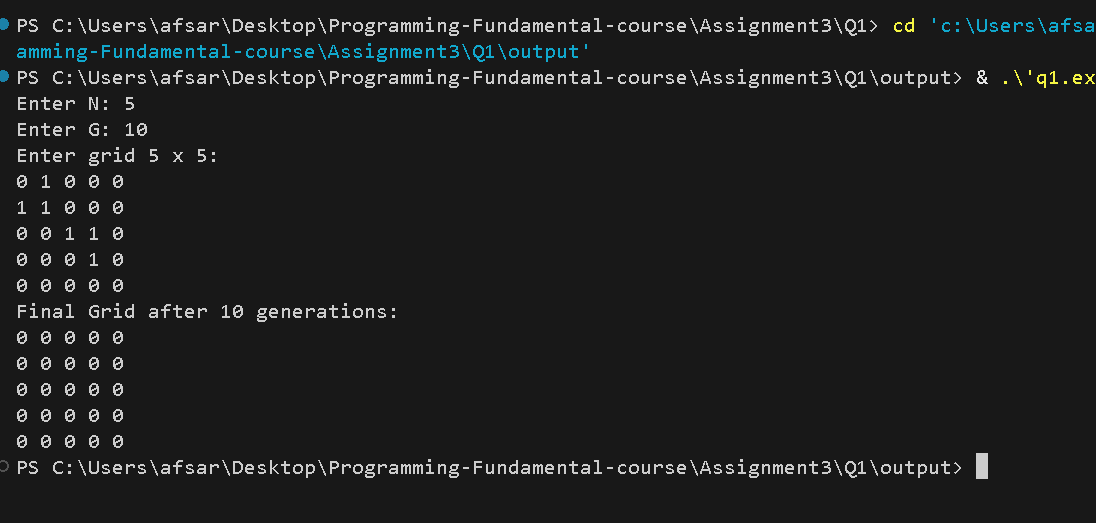 PS C:\Users\afsar\Desktop\Programming-Fundamental-course\Assignment3\Q1> cd 'c:\Users\afsa
amming-Fundamental-course\Assignment3\Q1\output'
PS C:\Users\afsar\Desktop\Programming-Fundamental-course\Assignment3\Q1\output> & .\'q1.ex
Enter N: 5
Enter G: 10
Enter grid 5 x 5:
0 1 0 0 0
1 1 0 0 0
0 0 1 1 0
0 0 0 1 0
0 0 0 0 0
Final Grid after 10 generations:
0 0 0 0 0
0 0 0 0 0
0 0 0 0 0
0 0 0 0 0
0 0 0 0 0
PS C:\Users\afsar\Desktop\Programming-Fundamental-course\Assignment3\Q1\output>